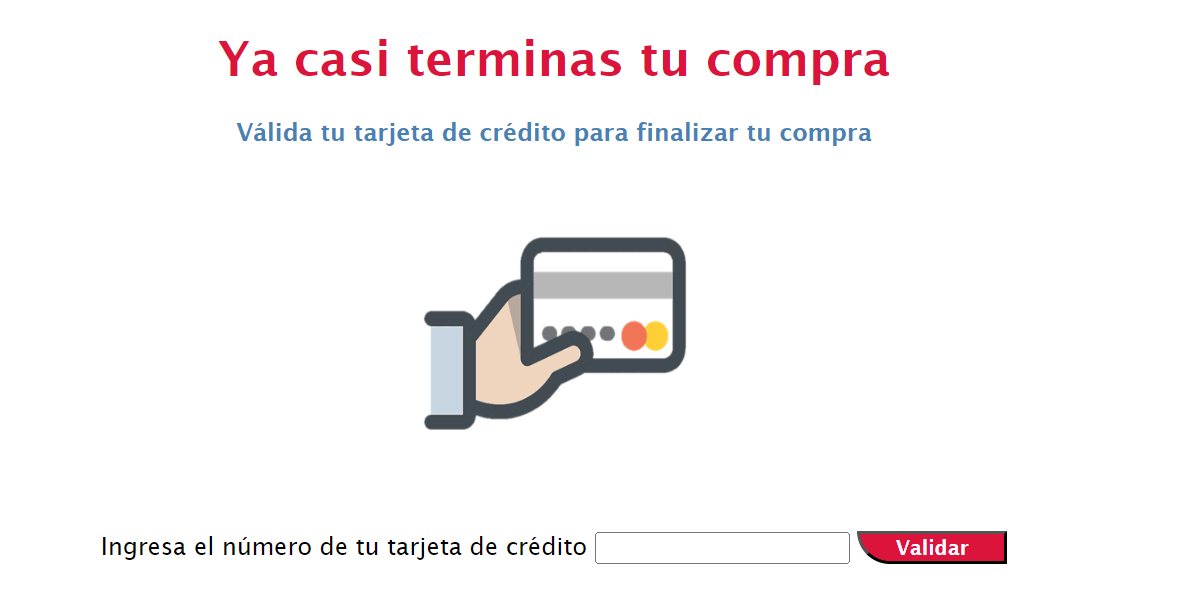 Ya casi terminas tu compra
Válida tu tarjeta de crédito para finalizar tu compra
Ingresa el número de tu tarjeta de crédito
Validar